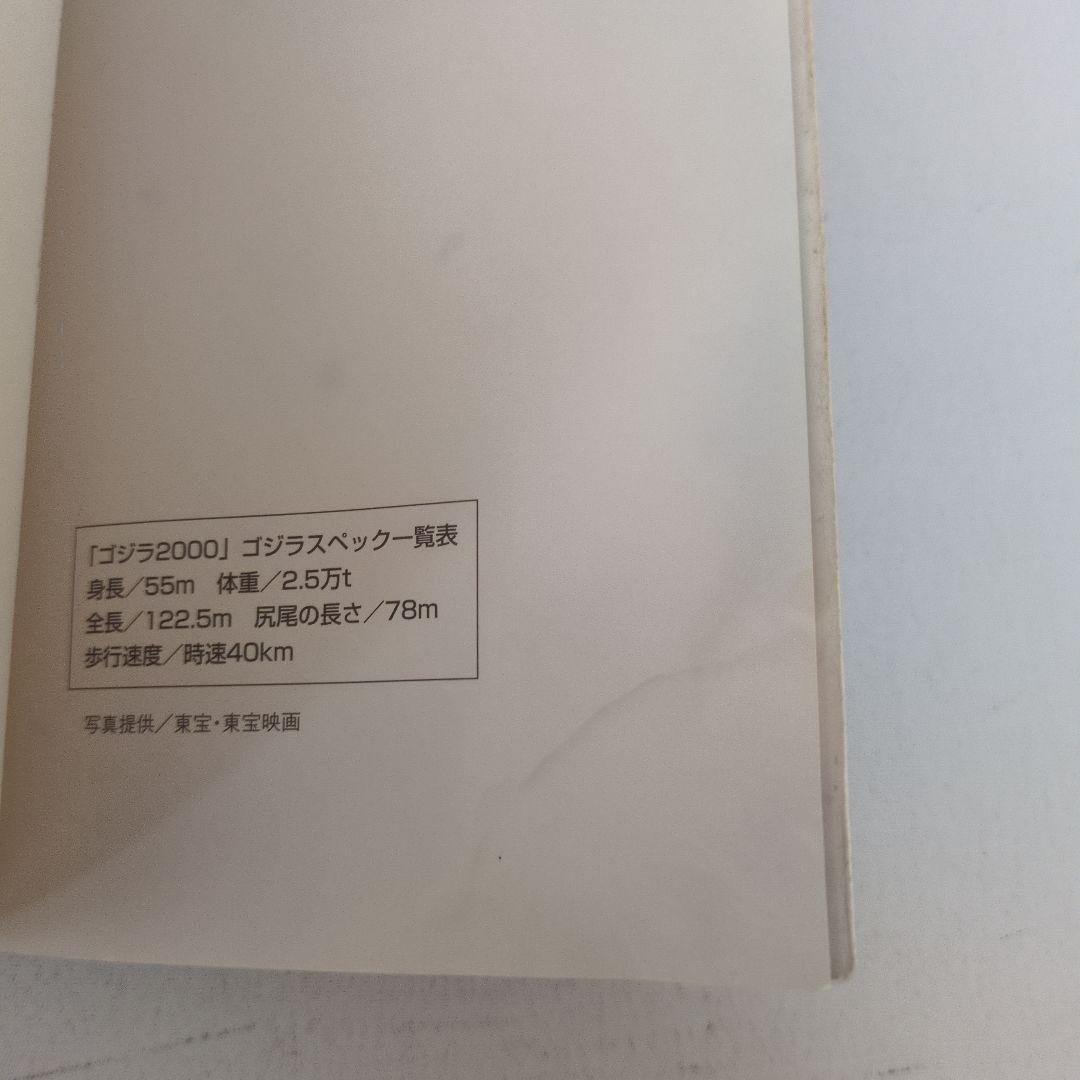 「ゴジラ2000」ゴジラスペック一覧表
身長／55m　体重／2.5万t
全長／122.5m　尻尾の長さ／78m
歩行速度／時速40km
写真提供／東宝・東宝映画